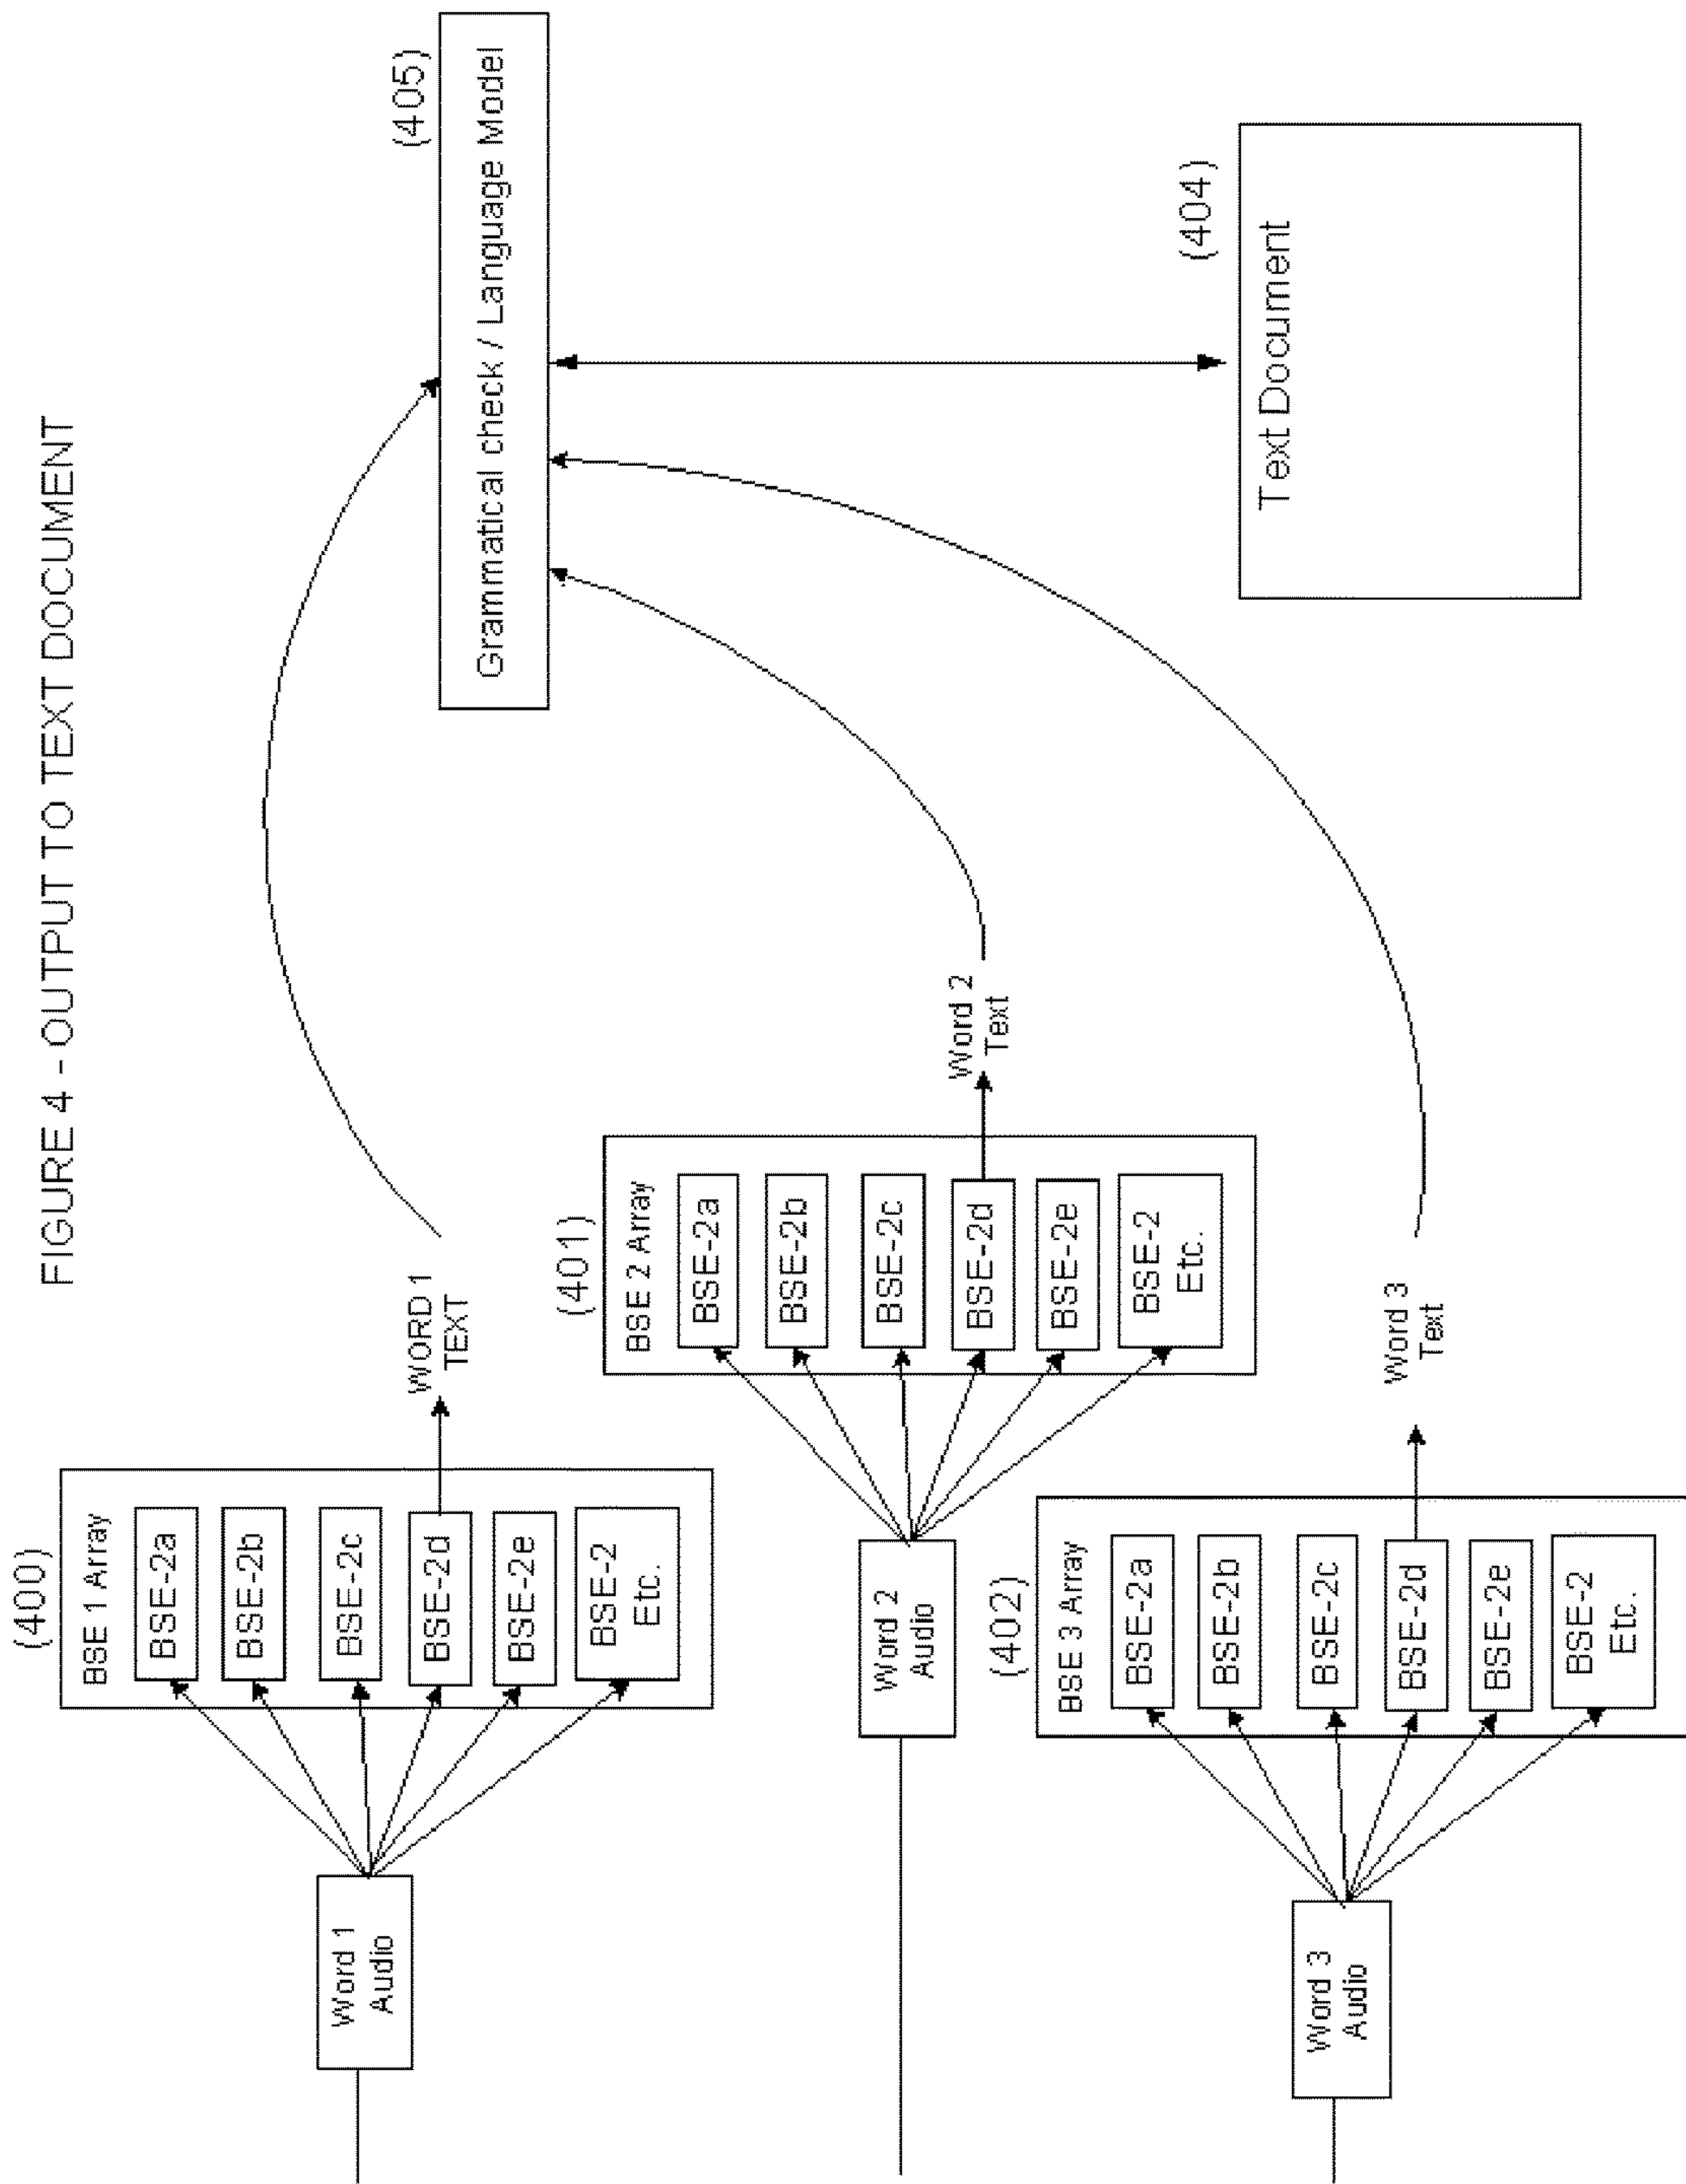 FIGURE 4 - OUTPUT TO TEXT DOCUMENT
(400)
BSE 1 Array
BSE-2a
BSE-2b
BSE-2c
BSE-2d
BSE-2e
BSE-2
Etc.
Word 1
Audio
WORD 1
TEXT
(401)
BSE 2 Array
BSE-2a
BSE-2b
BSE-2c
BSE-2d
BSE-2e
BSE-2
Etc.
Word 2
Audio
Word 2
Text
(402)
BSE 3 Array
BSE-2a
BSE-2b
BSE-2c
BSE-2d
BSE-2e
BSE-2
Etc.
Word 3
Audio
Word 3
Text
(405)
Grammatical check / Language Model
(404)
Text Document